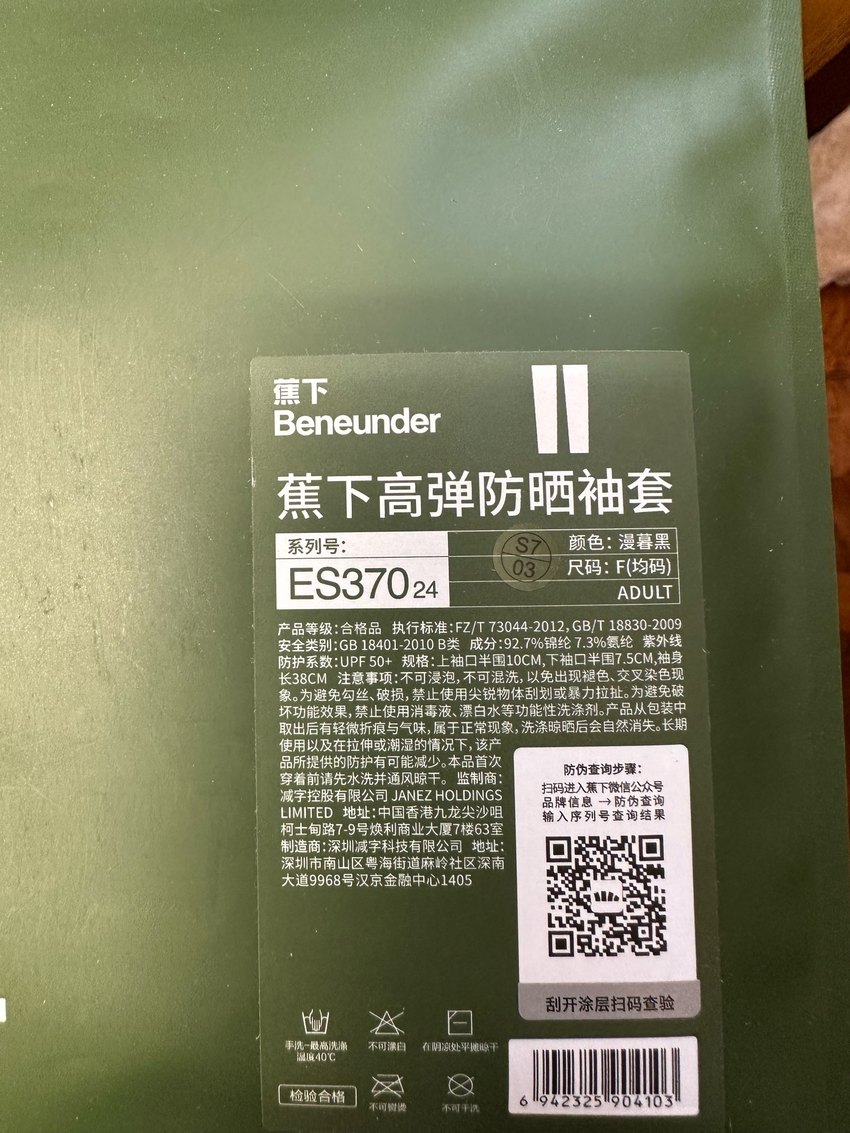 蕉下
Beneunder
蕉下高弹防晒袖套
系列号:
ES370 24
S7
03
颜色: 漫暮黑
尺码: F(均码)
ADULT
产品等级:合格品 执行标准:FZ/T 73044-2012, GB/T 18830-2009
安全类别:GB 18401-2010 B类 成分:92.7%锦纶 7.3%氨纶 紫外线
防护系数:UPF 50+ 规格:上袖口半围10CM,下袖口半围7.5CM,袖身
长38CM 注意事项:不可浸泡,不可混洗,以免出现褪色、交叉染色现
象。为避免勾丝、破损,禁止使用尖锐物体刮划或暴力拉扯。为避免破
坏功能效果,禁止使用消毒液、漂白水等功能性洗涤剂。产品从包装中
取出后有轻微折痕与气味,属于正常现象,洗涤晾晒后会自然消失。长期
使用以及在拉伸或潮湿的情况下,该产
品所提供的防护有可能减少。本品首次
穿着前请先水洗并通风晾干。 监制商:
减字控股有限公司 JANEZ HOLDINGS
LIMITED 地址:中国香港九龙尖沙咀
柯士甸路7-9号焕利商业大厦7楼63室
制造商:深圳减字科技有限公司 地址:
深圳市南山区粤海街道麻岭社区深南
大道9968号汉京金融中心1405
防伪查询步骤:
扫码进入蕉下微信公众号
品牌信息 → 防伪查询
输入序列号查询结果
刮开涂层扫码查验
手洗-最高洗涤
温度40℃
不可漂白
在阴凉处平摊晾干
检验合格
不可熨烫
不可干洗
6 942325 904103